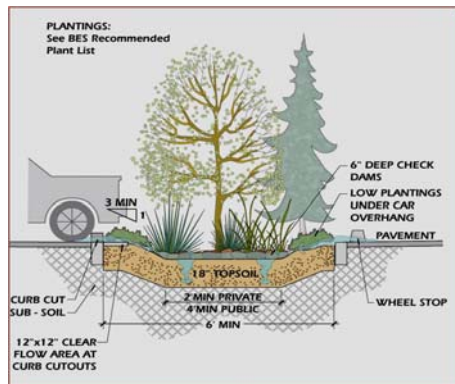 PLANTINGS:
See BES Recommended
Plant List
6" DEEP CHECK
DAMS
LOW PLANTINGS
UNDER CAR
OVERHANG
3 MIN
1
PAVEMENT
18" TOPSOIL
CURB CUT
SUB - SOIL
2'MIN PRIVATE
4'MIN PUBLIC
6' MIN
WHEEL STOP
12"x12" CLEAR
FLOW AREA AT
CURB CUTOUTS